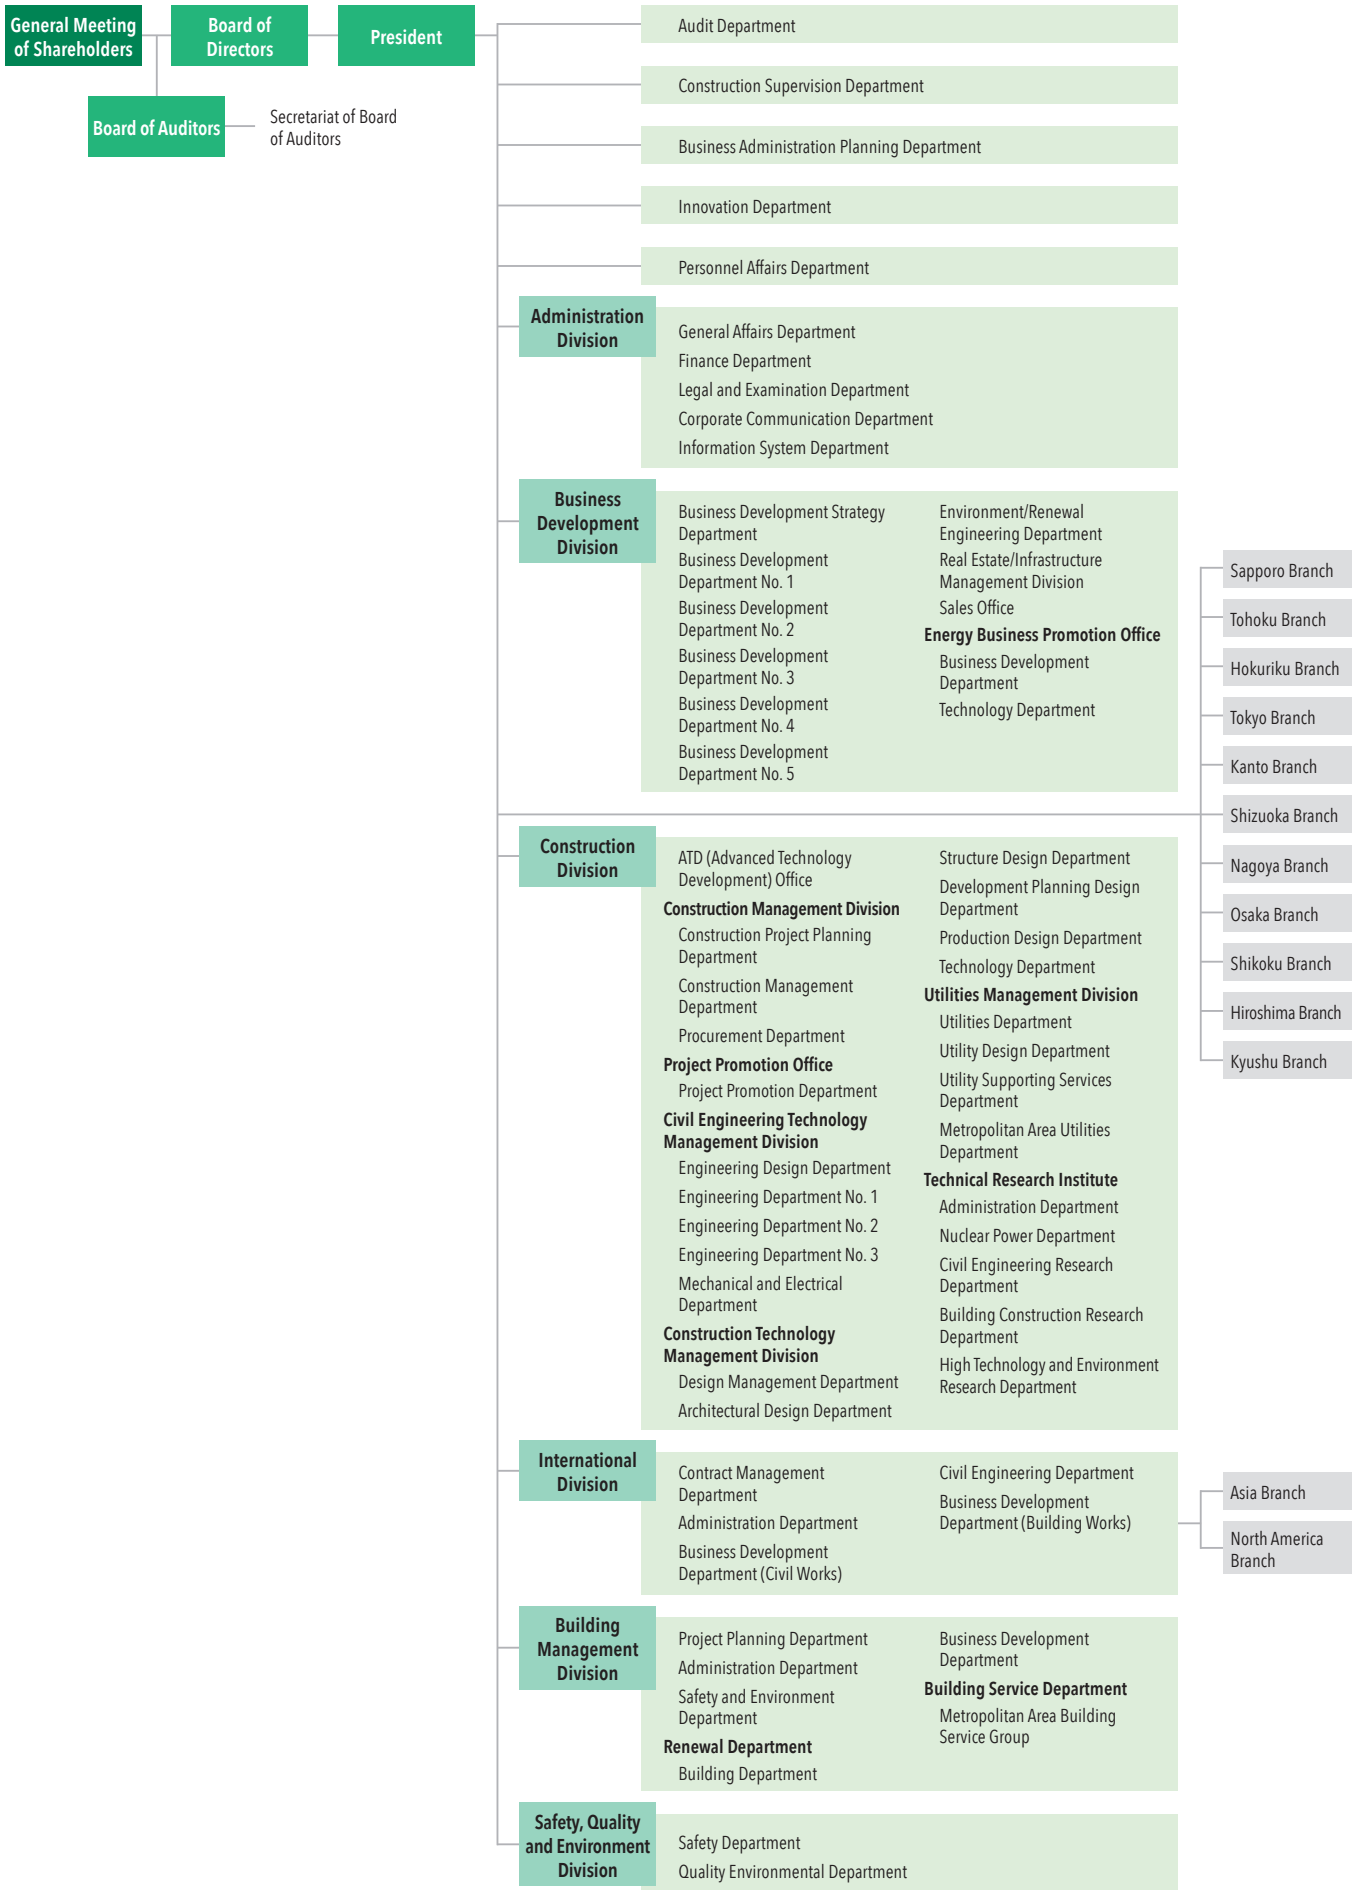 General Meeting
of Shareholders
Board of
Directors
President
Board of Auditors
Secretariat of Board
of Auditors
Audit Department
Construction Supervision Department
Business Administration Planning Department
Innovation Department
Personnel Affairs Department
Administration
Division
General Affairs Department
Finance Department
Legal and Examination Department
Corporate Communication Department
Information System Department
Business
Development
Division
Business Development Strategy
Department
Business Development
Department No. 1
Business Development
Department No. 2
Business Development
Department No. 3
Business Development
Department No. 4
Business Development
Department No. 5
Environment/Renewal
Engineering Department
Real Estate/Infrastructure
Management Division
Sales Office
Energy Business Promotion Office
Business Development
Department
Technology Department
Sapporo Branch
Tohoku Branch
Hokuriku Branch
Tokyo Branch
Kanto Branch
Shizuoka Branch
Nagoya Branch
Osaka Branch
Shikoku Branch
Hiroshima Branch
Kyushu Branch
Construction
Division
ATD (Advanced Technology
Development) Office
Construction Management Division
Construction Project Planning
Department
Construction Management
Department
Procurement Department
Project Promotion Office
Project Promotion Department
Civil Engineering Technology
Management Division
Engineering Design Department
Engineering Department No. 1
Engineering Department No. 2
Engineering Department No. 3
Mechanical and Electrical
Department
Construction Technology
Management Division
Design Management Department
Architectural Design Department
Structure Design Department
Development Planning Design
Department
Production Design Department
Technology Department
Utilities Management Division
Utilities Department
Utility Design Department
Utility Supporting Services
Department
Metropolitan Area Utilities
Department
Technical Research Institute
Administration Department
Nuclear Power Department
Civil Engineering Research
Department
Building Construction Research
Department
High Technology and Environment
Research Department
International
Division
Contract Management
Department
Administration Department
Business Development
Department (Civil Works)
Civil Engineering Department
Business Development
Department (Building Works)
Asia Branch
North America
Branch
Building
Management
Division
Project Planning Department
Administration Department
Safety and Environment
Department
Renewal Department
Building Department
Business Development
Department
Building Service Department
Metropolitan Area Building
Service Group
Safety, Quality
and Environment
Division
Safety Department
Quality Environmental Department